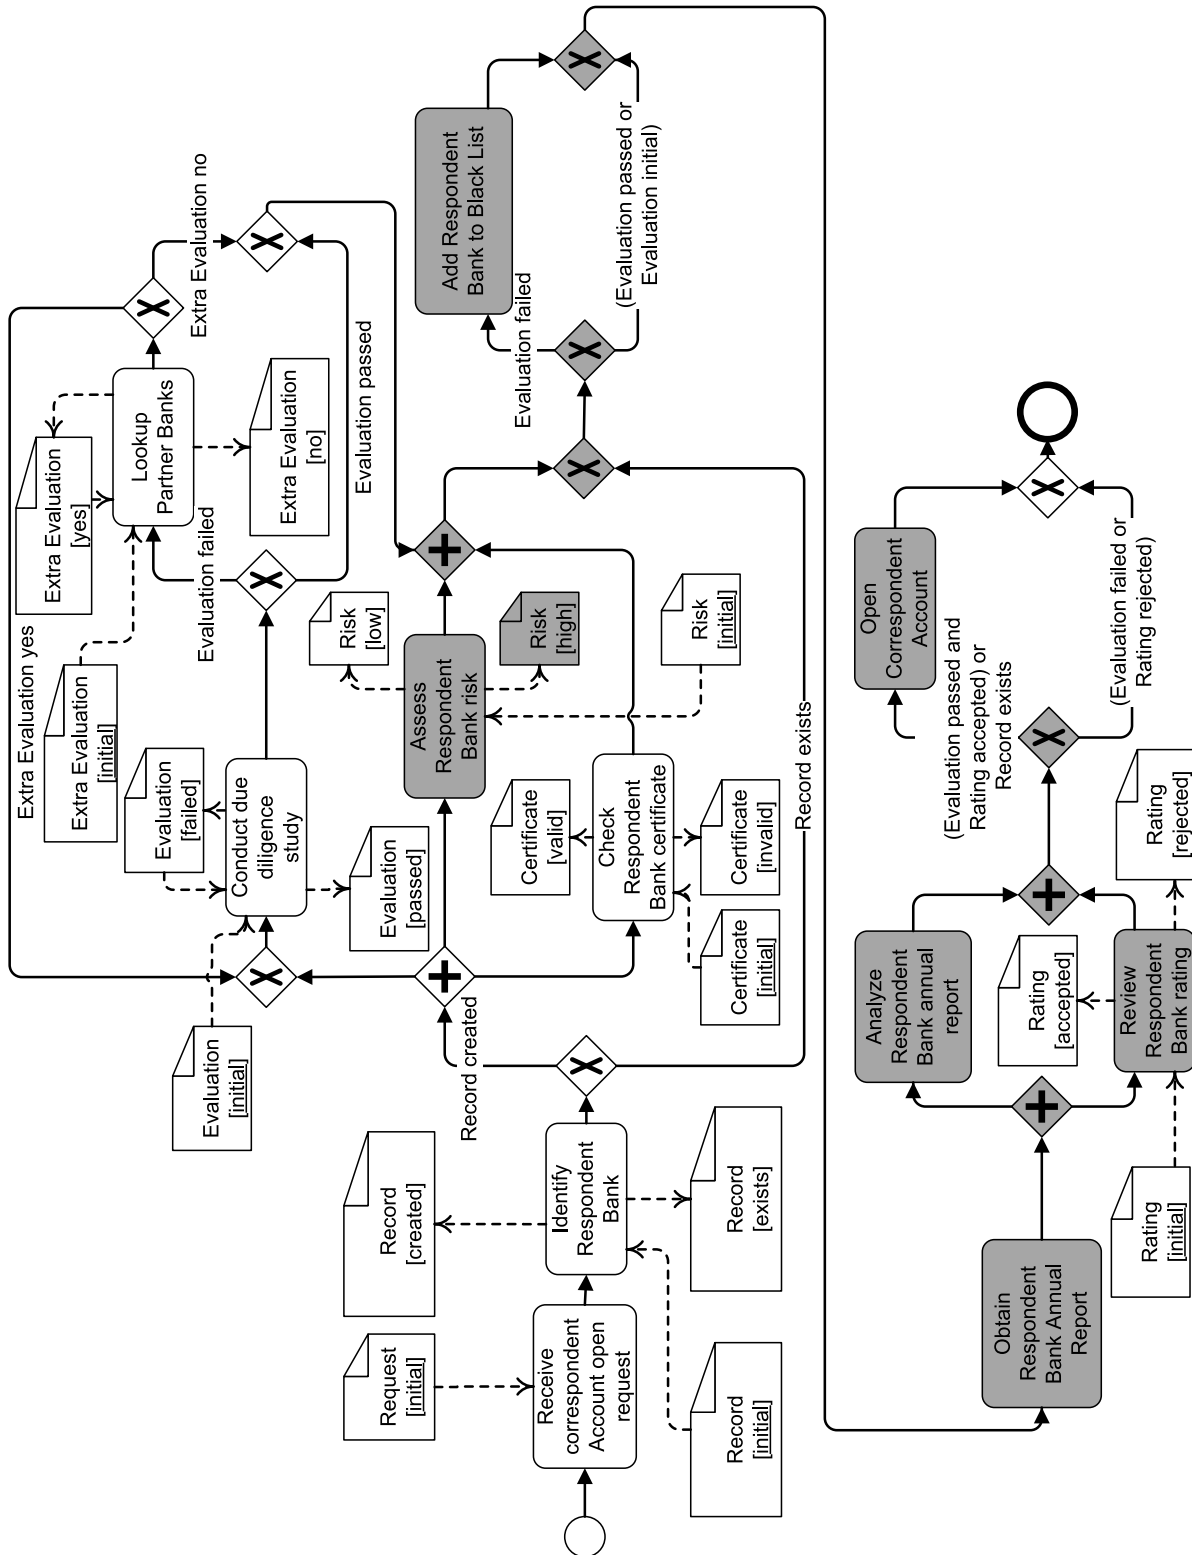 Receive
correspondent
Account open
request
Request
[initial]
Record
[initial]
Identify
Respondent
Bank
Record
[created]
Record
[exists]
Record created
Record exists
Evaluation
[initial]
Conduct due
diligence
study
Evaluation
[failed]
Evaluation
[passed]
Extra Evaluation yes
Extra Evaluation
[initial]
Extra Evaluation
[yes]
Evaluation failed
Evaluation passed
Lookup
Partner Banks
Extra Evaluation
[no]
Extra Evaluation no
Assess
Respondent
Bank risk
Risk
[low]
Risk
[high]
Risk
[initial]
Check
Respondent
Bank certificate
Certificate
[valid]
Certificate
[invalid]
Certificate
[initial]
Evaluation failed
Add Respondent
Bank to Black List
(Evaluation passed or
Evaluation initial)
Obtain
Respondent
Bank Annual
Report
Analyze
Respondent
Bank annual
report
Review
Respondent
Bank rating
Rating
[initial]
Rating
[accepted]
Rating
[rejected]
(Evaluation passed and
Rating accepted) or
Record exists
(Evaluation failed or
Rating rejected)
Open
Correspondent
Account